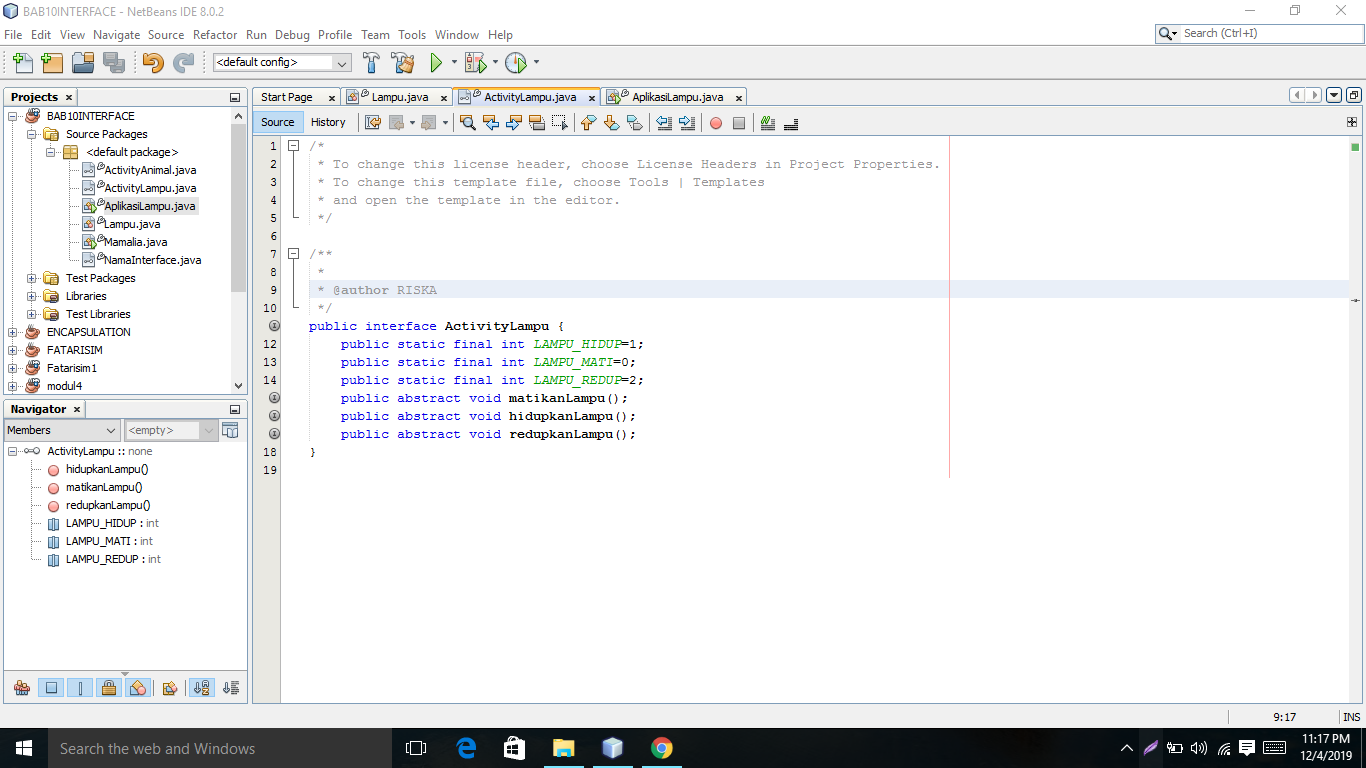 BAB10INTERFACE - NetBeans IDE 8.0.2
File Edit View Navigate Source Refactor Run Debug Profile Team Tools Window Help
Search (Ctrl+I)
<default config>
Projects
BAB10INTERFACE
Source Packages
<default package>
ActivityAnimal.java
ActivityLampu.java
AplikasiLampu.java
Lampu.java
Mamalia.java
NamaInterface.java
Test Packages
Libraries
Test Libraries
ENCAPSULATION
FATARISIM
Fatarisim1
modul4
Navigator
Members <empty>
ActivityLampu :: none
hidupkanLampu()
matikanLampu()
redupkanLampu()
LAMPU_HIDUP : int
LAMPU_MATI : int
LAMPU_REDUP : int
Start Page Lampu.java ActivityLampu.java AplikasiLampu.java
Source History
1 /*
2 * To change this license header, choose License Headers in Project Properties.
3 * To change this template file, choose Tools | Templates
4 * and open the template in the editor.
5 */
6
7 /**
8 *
9 * @author RISKA
10 */
public interface ActivityLampu {
12 public static final int LAMPU_HIDUP=1;
13 public static final int LAMPU_MATI=0;
14 public static final int LAMPU_REDUP=2;
public abstract void matikanLampu();
public abstract void hidupkanLampu();
public abstract void redupkanLampu();
18 }
19
9:17 INS
Search the web and Windows
11:17 PM
12/4/2019